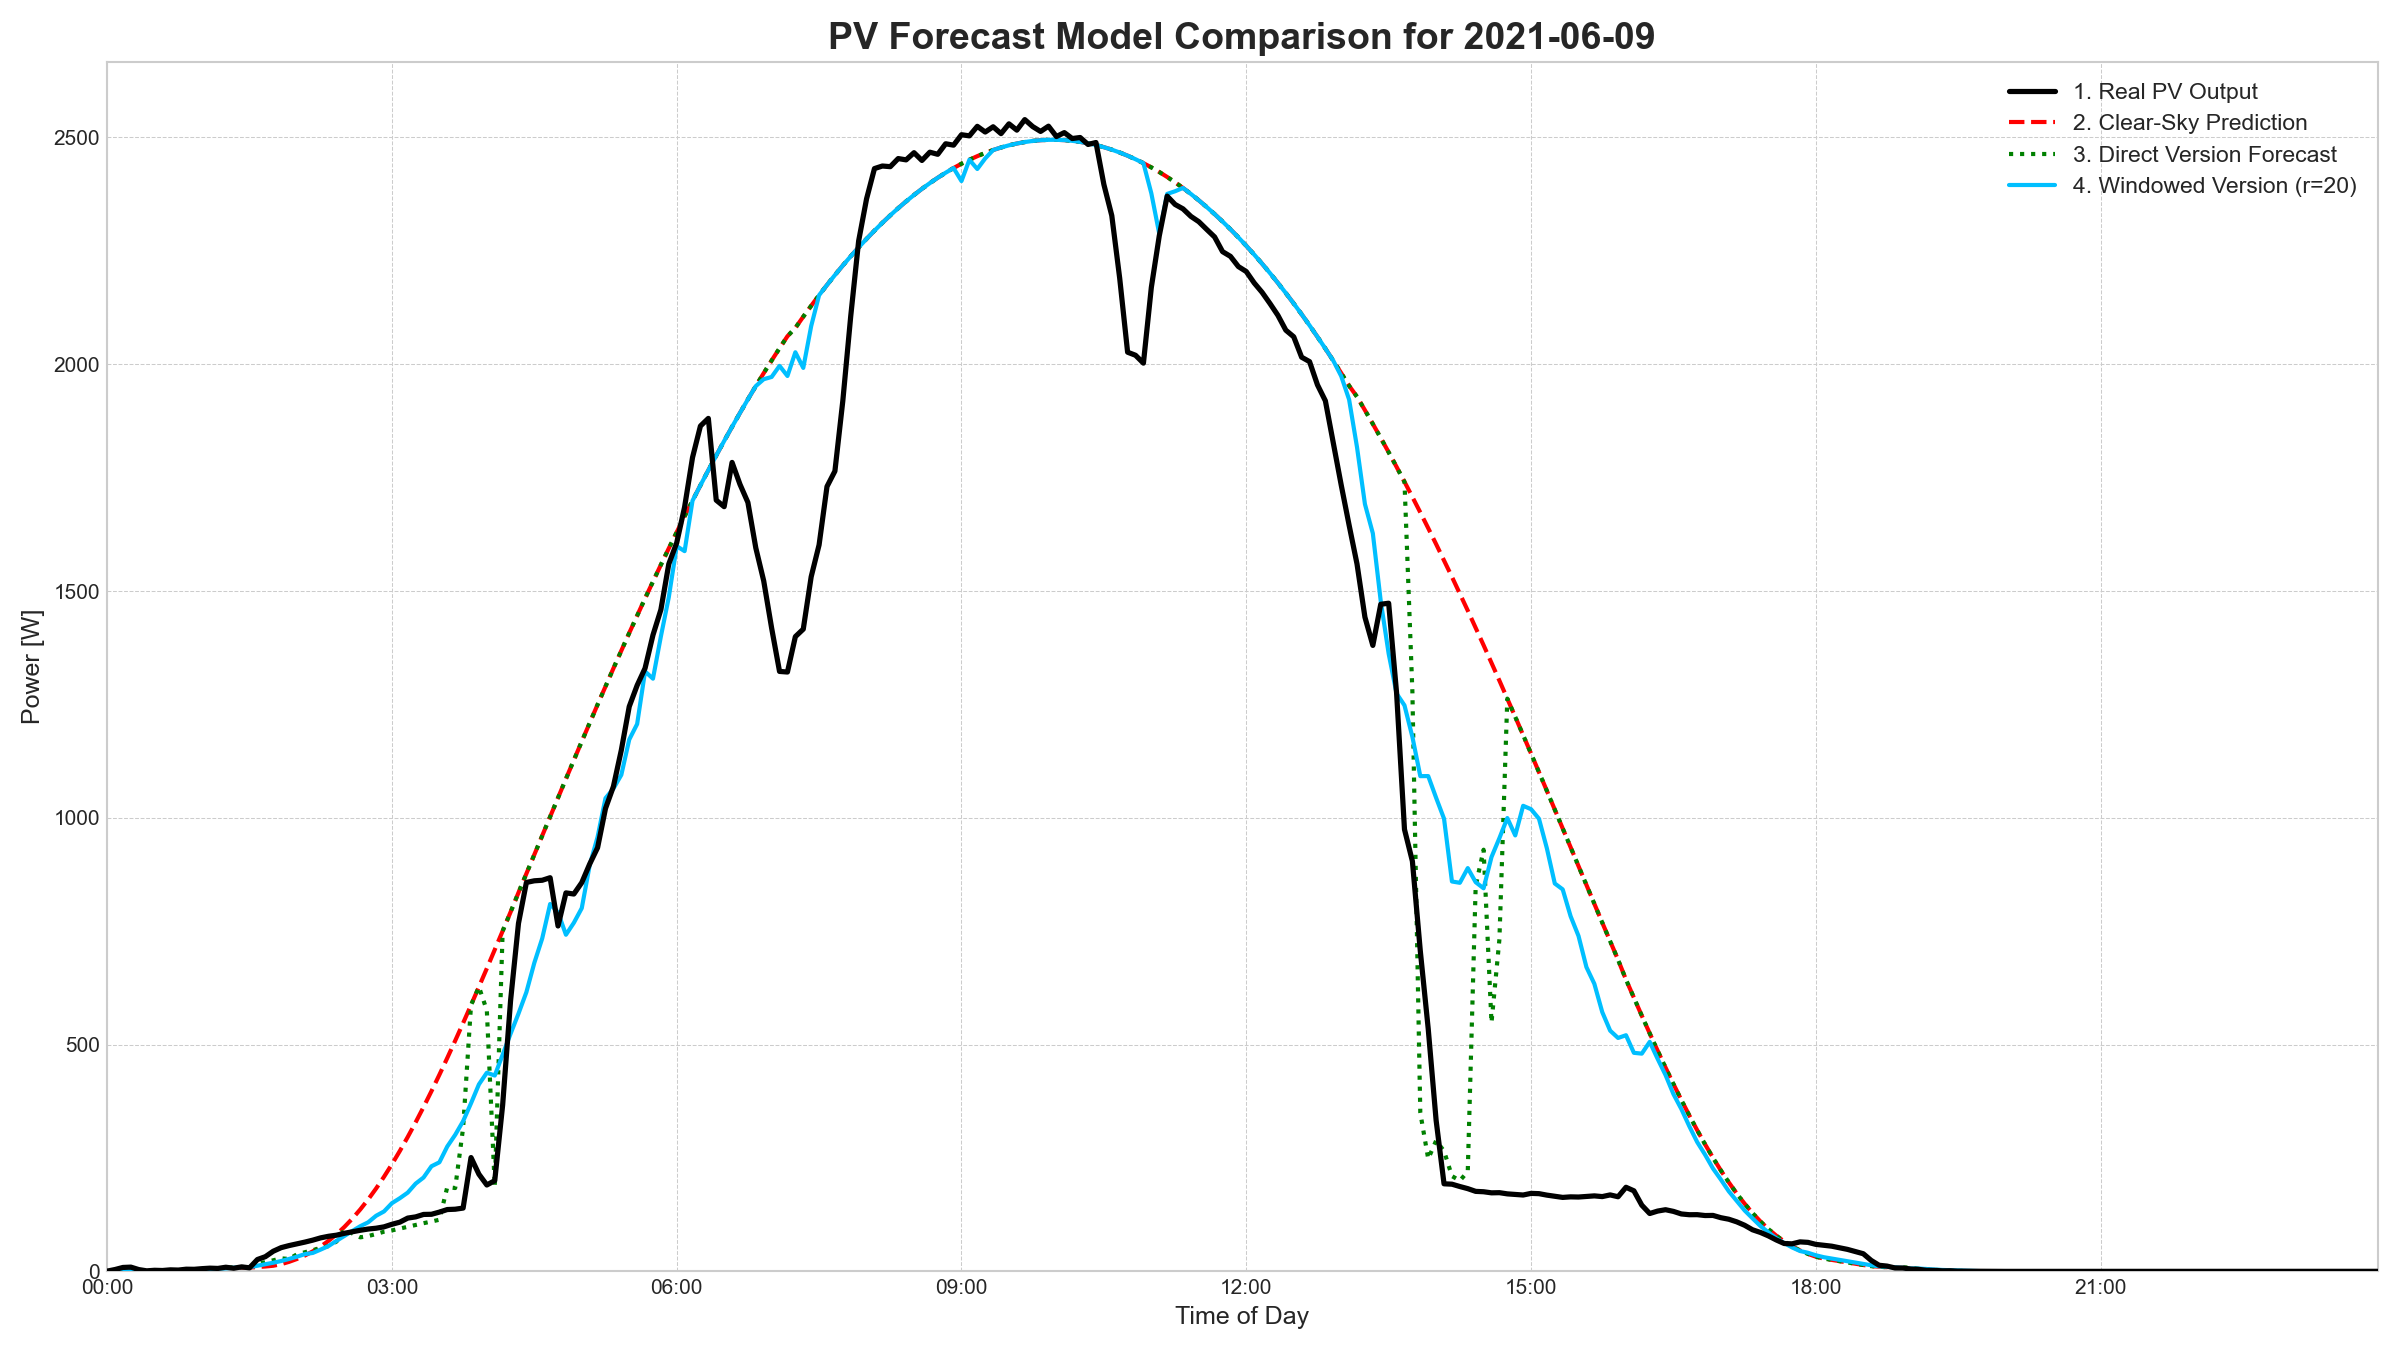 PV Forecast Model Comparison for 2021-06-09
1. Real PV Output
2. Clear-Sky Prediction
3. Direct Version Forecast
4. Windowed Version (r=20)
Power [W]
2500
2000
1500
1000
500
0
00:00 03:00 06:00 09:00 12:00 15:00 18:00 21:00
Time of Day